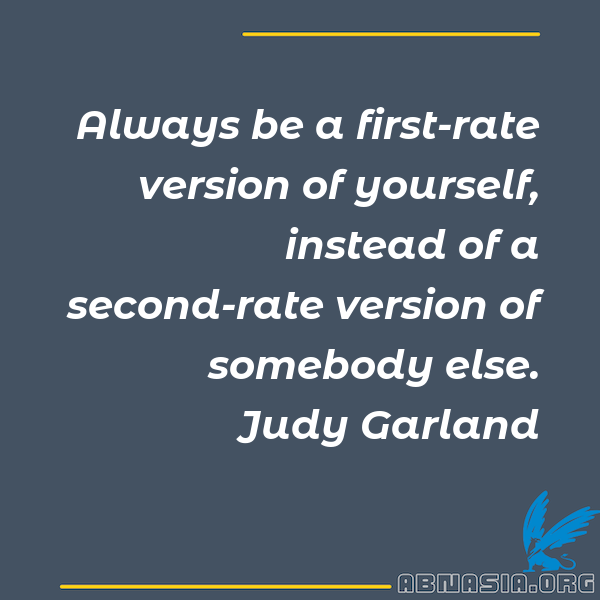 Always be a first-rate
version of yourself,
instead of a
second-rate version of
somebody else.
Judy Garland
ABNASIA.ORG